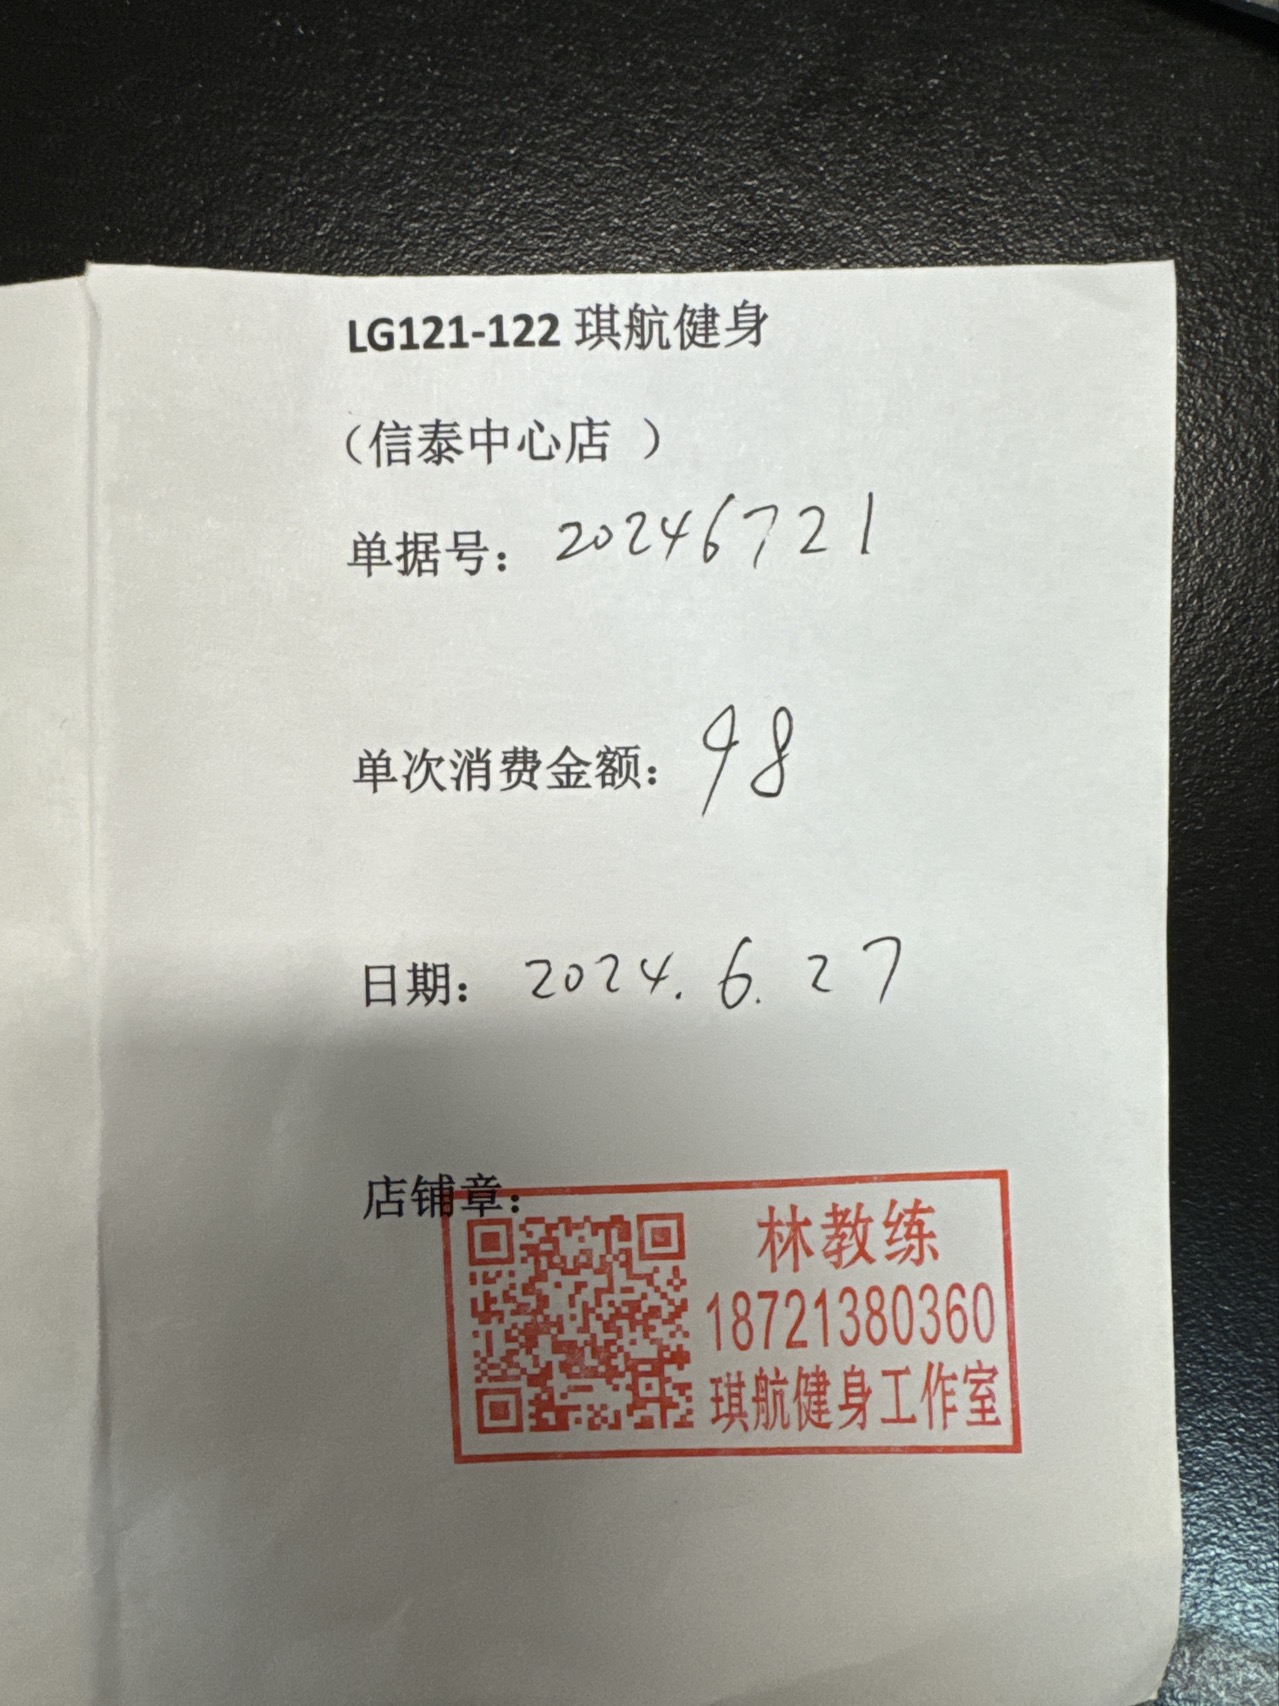 LG121-122 琪航健身
（信泰中心店 ）
单据号： 20246721
单次消费金额： 98
日期： 2024.6.27
店铺章：
林教练
18721380360
琪航健身工作室